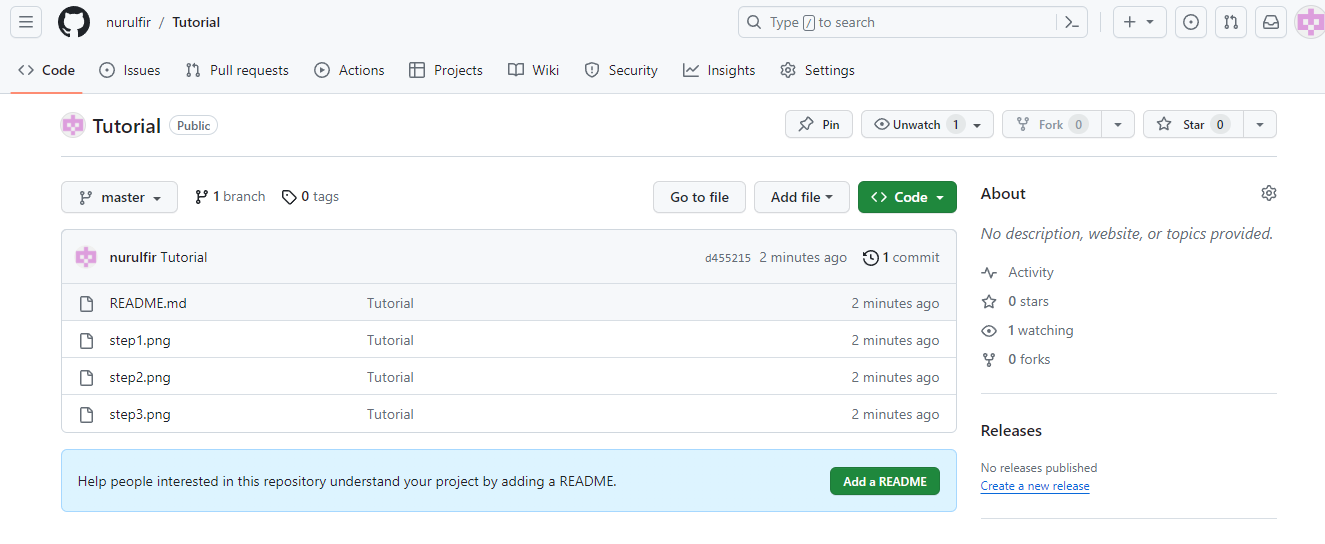 nurulfir / Tutorial
Type / to search
Code Issues Pull requests Actions Projects Wiki Security Insights Settings
Tutorial Public
Pin Unwatch 1 Fork 0 Star 0
master 1 branch 0 tags Go to file Add file Code
nurulfir Tutorial d455215 2 minutes ago 1 commit
README.md Tutorial 2 minutes ago
step1.png Tutorial 2 minutes ago
step2.png Tutorial 2 minutes ago
step3.png Tutorial 2 minutes ago
Help people interested in this repository understand your project by adding a README. Add a README
About
No description, website, or topics provided.
Activity
0 stars
1 watching
0 forks
Releases
No releases published
Create a new release